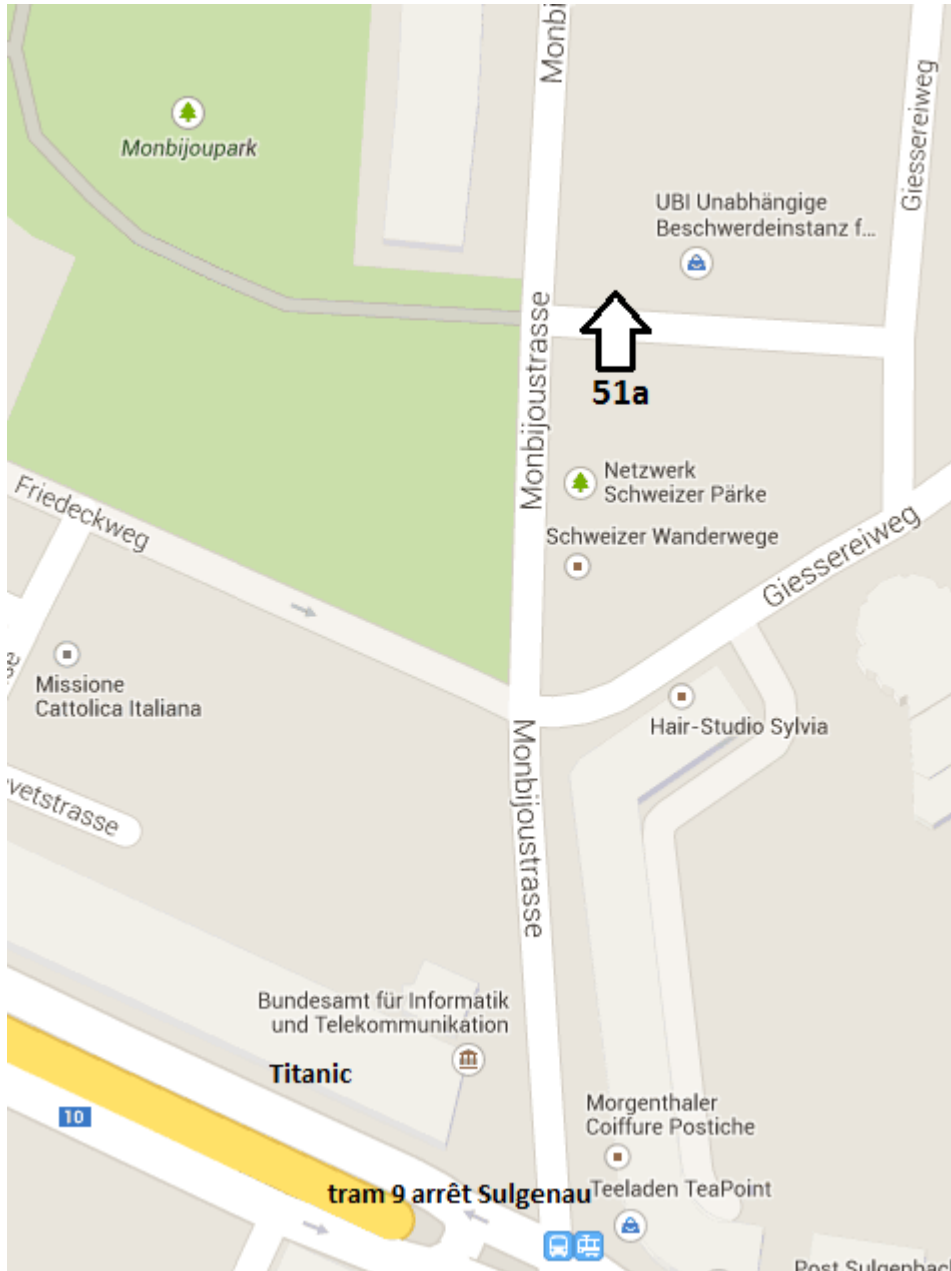 Monbi
Monbijoupark
Giessereiweg
UBI Unabhängige
Beschwerdeinstanz f...
Monbijoustrasse
51a
Netzwerk
Schweizer Pärke
Friedeckweg
Schweizer Wanderwege
Giessereiweg
Missione
Cattolica Italiana
Hair-Studio Sylvia
Monbijoustrasse
vetstrasse
Bundesamt für Informatik
und Telekommunikation
Titanic
10
Morgenthaler
Coiffure Postiche
tram 9 arrêt Sulgenau
Teeladen TeaPoint
Post Sulgenbac